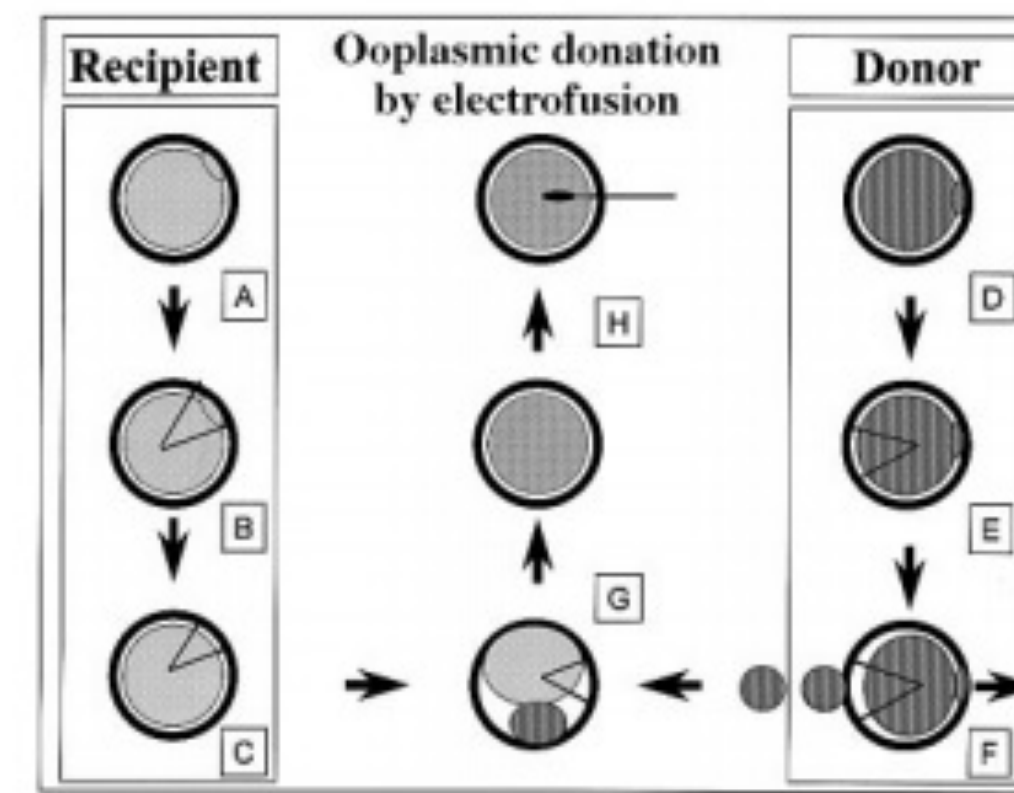 Recipient
Ooplasmic donation
by electrofusion
Donor
A
B
C
H
G
D
E
F